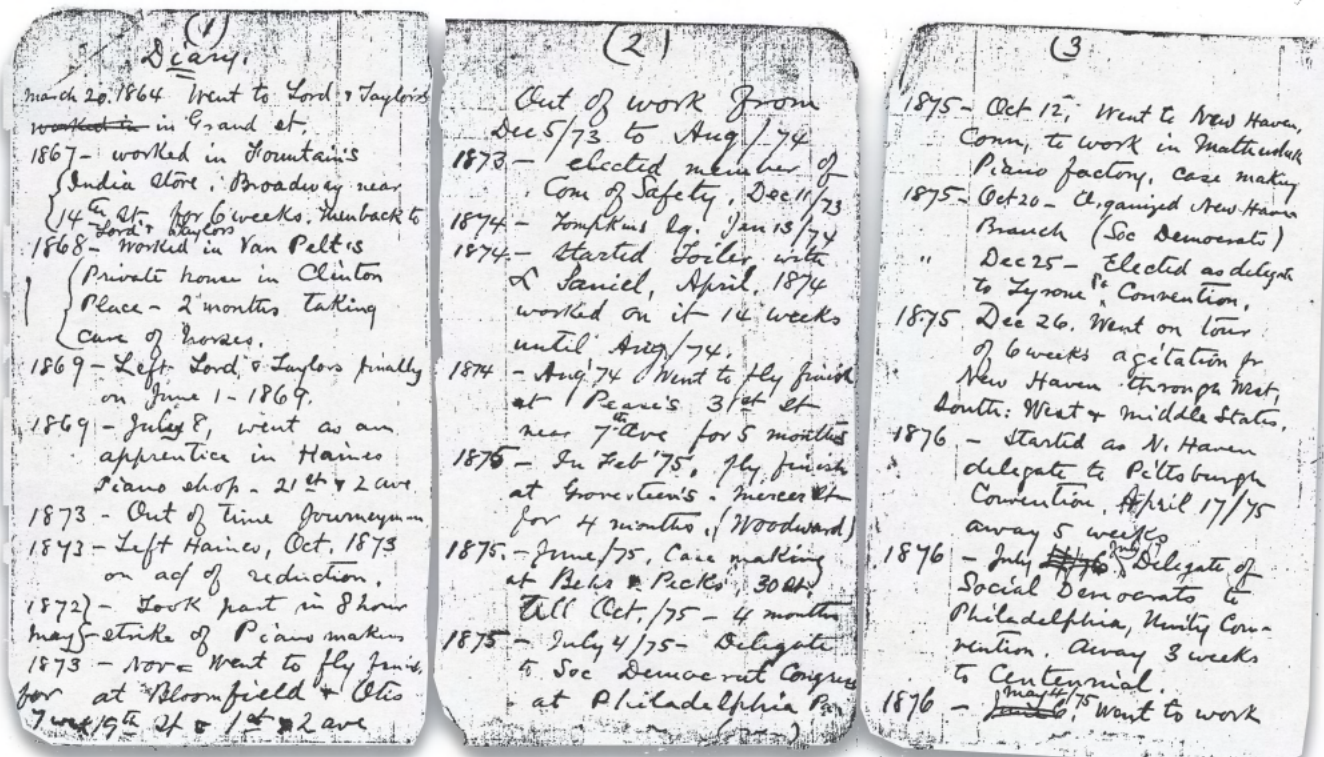 (1)
Diary.
March 20. 1864 Went to Lord & Taylors
worked in in Grand st.
1867 - worked in Fountain's
India Store, Broadway near
14th St. for 6 weeks. then back to
Lord & Taylors
1868 - Worked in Van Pelt's
Private house in Clinton
Place - 2 months taking
care of horses.
1869 - Left Lord & Taylors finally
on June 1 - 1869.
1869 - July 8, went as an
apprentice in Haines
Piano shop - 21st & 2 ave
1873 - Out of time Journeyman
1873 - Left Haines, Oct. 1873
on ac of reduction.
1872 - Took part in 8 hour
May strike of Piano makers
1873 - Nov - Went to fly finish
for at Bloomfield & Otis
7 wks 19th St & 1st & 2 ave
(2)
Out of work from
Dec 5/73 to Aug /74
1873 - elected member of
Com of Safety, Dec 11/73
1874 - Tompkins Sq. Jan 13/74
1874 - Started Toiler with
L Saniel, April. 1874
worked on it 14 weeks
until Aug/74.
1874 - Aug '74 Went to fly finish
at Pease's 31st St
near 7th ave for 5 months
1875 - In Feb '75, fly finish
at Grovesteen's - Mercer St
for 4 months, (Woodward)
1875. - June/75, Case making
at Behr & Pecks, 30 St.
Till Oct./75 - 4 months
1875 - July 4/75 - Delegate
to Soc Democrat Congress
at Philadelphia Pa
(3
1875 - Oct 12, Went to New Haven,
Conn, to work in Mathushek
Piano factory, case making
1875 - Oct 20 - Organized New Haven
Branch (Soc Democrats)
" Dec 25 - Elected as delegate
to Tyrone Pa Convention.
1875 Dec 26. Went on tour
of 6 weeks agitation for
New Haven through West,
South: West & middle States.
1876 - Started as N. Haven
delegate to Pittsburgh
Convention, April 17/75
away 5 weeks
1876 - July Delegate of
Social Democrats to
Philadelphia, Unity Con-
vention. Away 3 weeks
to Centennial.
1876 - May 4/75 Went to work